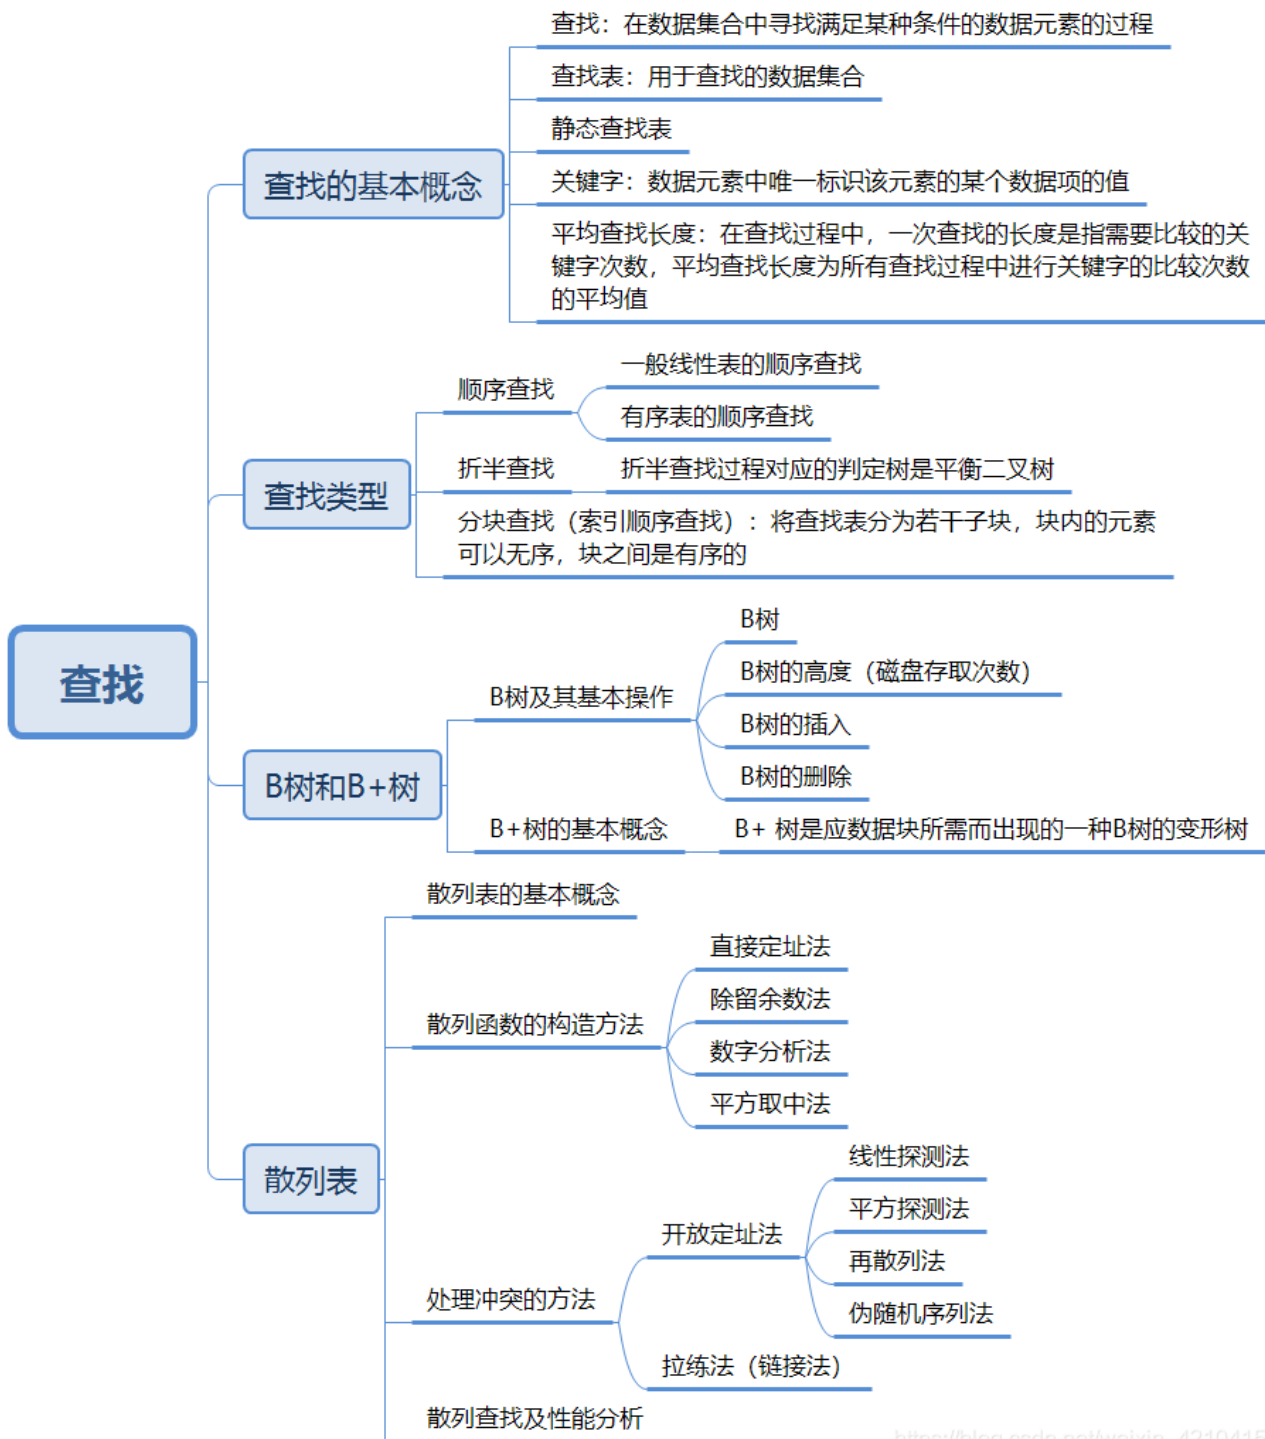 查找：在数据集合中寻找满足某种条件的数据元素的过程
查找表：用于查找的数据集合
静态查找表
查找的基本概念
关键字：数据元素中唯一标识该元素的某个数据项的值
平均查找长度：在查找过程中，一次查找的长度是指需要比较的关
键字次数，平均查找长度为所有查找过程中进行关键字的比较次数
的平均值
一般线性表的顺序查找
顺序查找
有序表的顺序查找
折半查找
折半查找过程对应的判定树是平衡二叉树
查找类型
分块查找（索引顺序查找）：将查找表分为若干子块，块内的元素
可以无序，块之间是有序的
查找
B树
B树的高度（磁盘存取次数）
B树及其基本操作
B树的插入
B树的删除
B树和B+树
B+树的基本概念
B+ 树是应数据块所需而出现的一种B树的变形树
散列表的基本概念
直接定址法
除留余数法
散列函数的构造方法
数字分析法
平方取中法
散列表
线性探测法
平方探测法
开放定址法
再散列法
伪随机序列法
处理冲突的方法
拉练法（链接法）
散列查找及性能分析